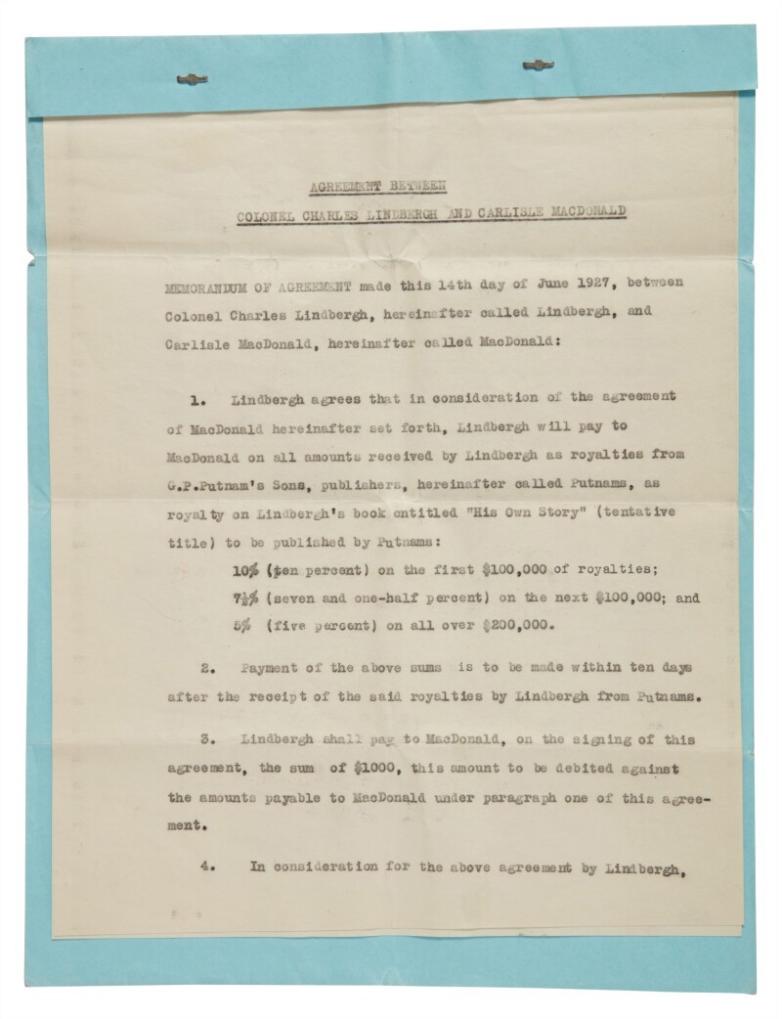 AGREEMENT BETWEEN
COLONEL CHARLES LINDBERGH AND CARLISLE MACDONALD
MEMORANDUM OF AGREEMENT made this 14th day of June 1927, between
Colonel Charles Lindbergh, hereinafter called Lindbergh, and
Carlisle MacDonald, hereinafter called MacDonald:
1. Lindbergh agrees that in consideration of the agreement
of MacDonald hereinafter set forth, Lindbergh will pay to
MacDonald on all amounts received by Lindbergh as royalties from
G.P.Putnam's Sons, publishers, hereinafter called Putnams, as
royalty on Lindbergh's book entitled "His Own Story" (tentative
title) to be published by Putnams:
10% (ten percent) on the first $100,000 of royalties;
7½% (seven and one-half percent) on the next $100,000; and
5% (five percent) on all over $200,000.
2. Payment of the above sums is to be made within ten days
after the receipt of the said royalties by Lindbergh from Putnams.
3. Lindbergh shall pay to MacDonald, on the signing of this
agreement, the sum of $1000, this amount to be debited against
the amounts payable to MacDonald under paragraph one of this agree-
ment.
4. In consideration for the above agreement by Lindbergh,